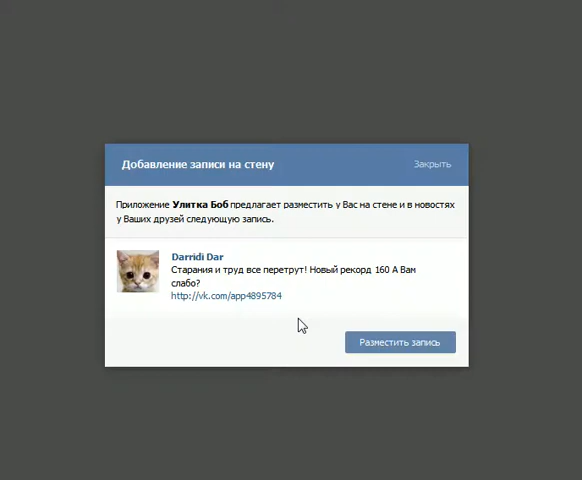 Добавление записи на стену
Закрыть
Приложение Улитка Боб предлагает разместить у Вас на стене и в новостях
у Ваших друзей следующую запись.
Darridi Dar
Старания и труд все перетрут! Новый рекорд 160 А Вам
слабо?
http://vk.com/app4895784
Разместить запись